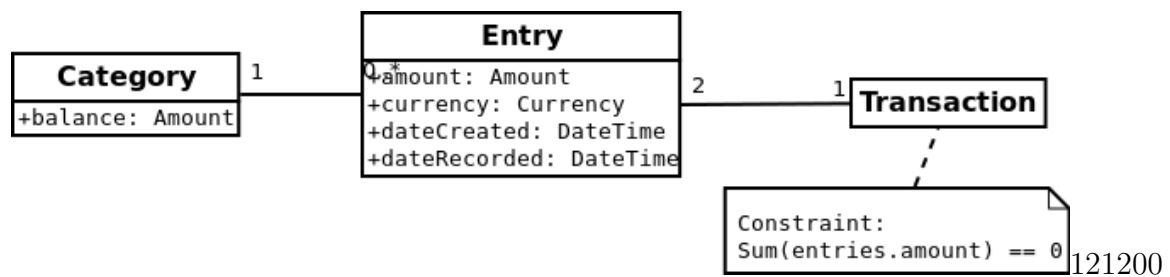 Category
+balance: Amount
1
0..*
Entry
+amount: Amount
+currency: Currency
+dateCreated: DateTime
+dateRecorded: DateTime
2
1
Transaction
Constraint:
Sum(entries.amount) == 0
121200